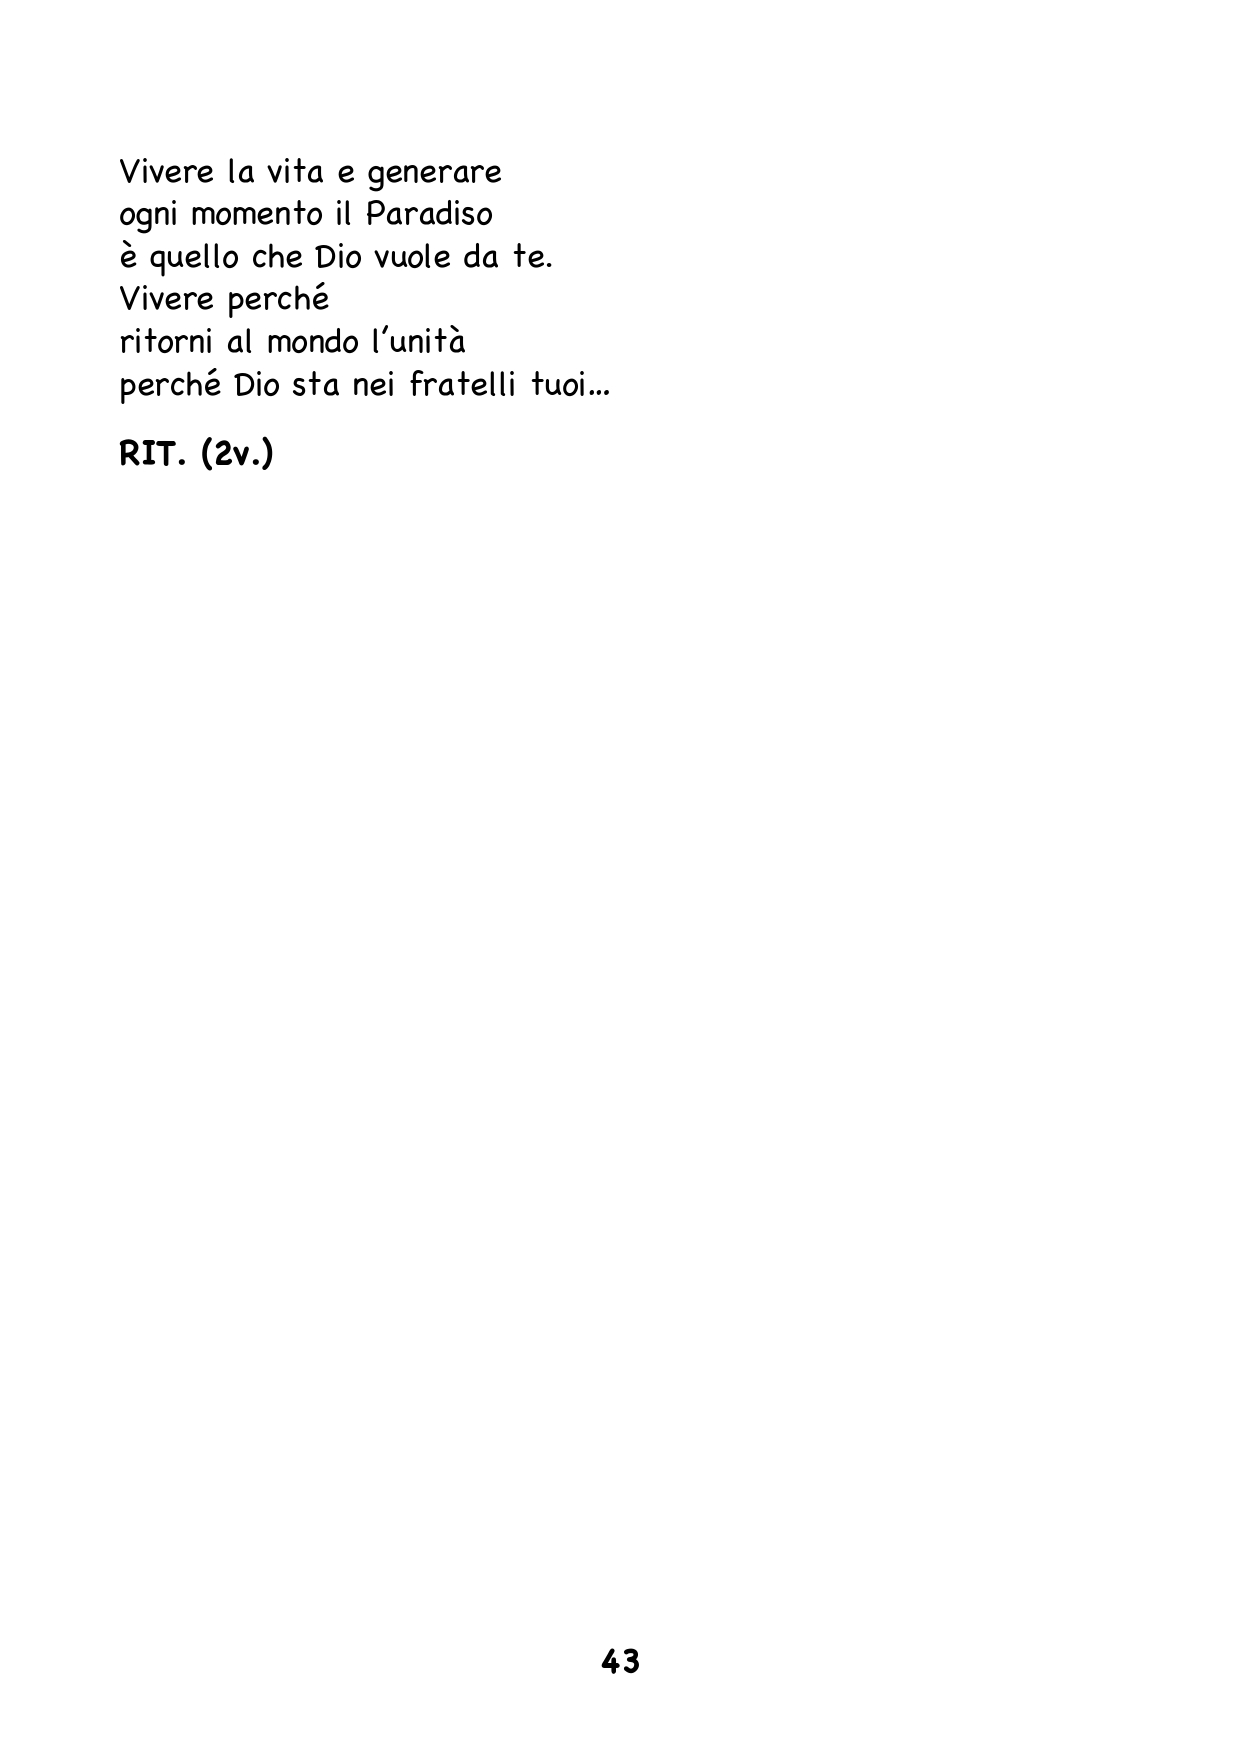 Vivere la vita e generare
ogni momento il Paradiso
è quello che Dio vuole da te.
Vivere perché
ritorni al mondo l’unità
perché Dio sta nei fratelli tuoi...
RIT. (2v.)
43